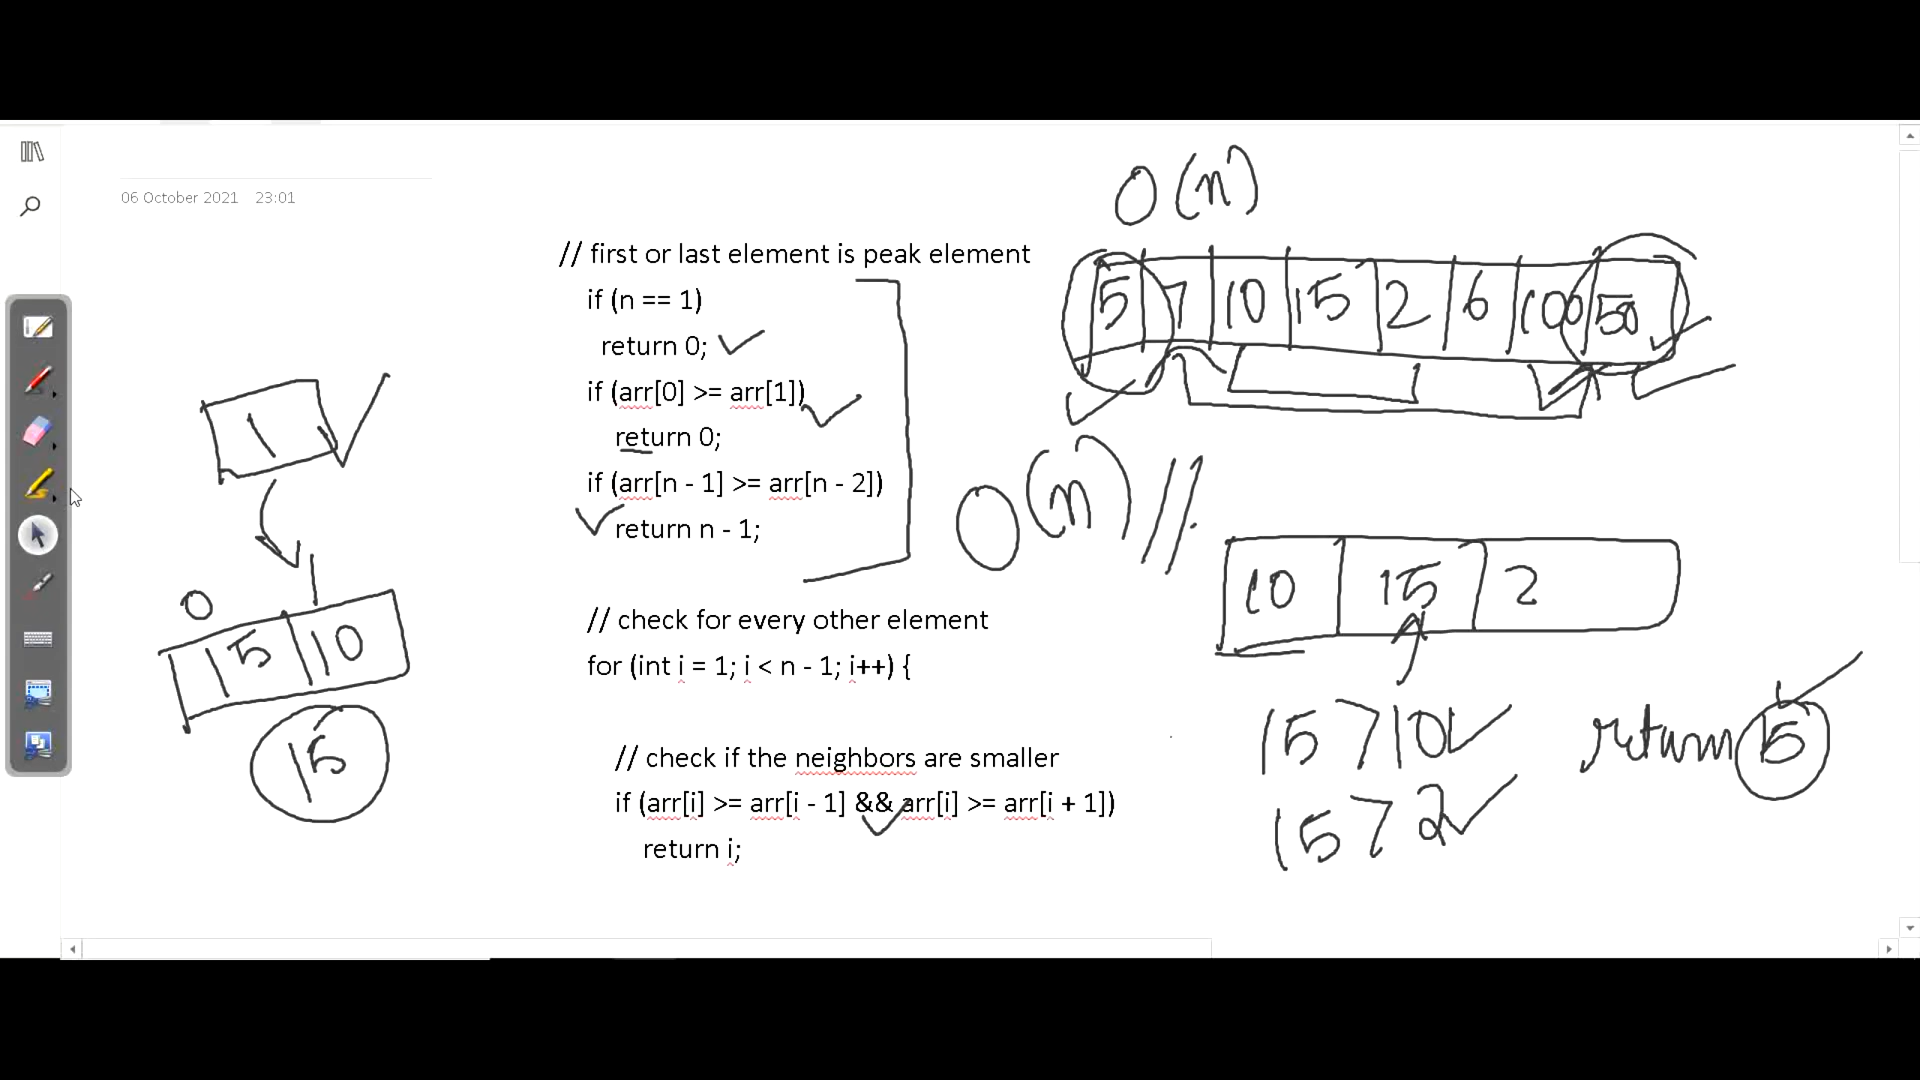 06 October 2021 23:01
// first or last element is peak element
if (n == 1)
return 0;
if (arr[0] >= arr[1])
return 0;
if (arr[n - 1] >= arr[n - 2])
return n - 1;
// check for every other element
for (int i = 1; i < n - 1; i++) {
// check if the neighbors are smaller
if (arr[i] >= arr[i - 1] && arr[i] >= arr[i + 1])
return i;
1
0 1
15 10
15
O(n)
5 7 10 15 2 6 100 50
O(n)
10 15 2
15 > 10
15 > 2
return 15